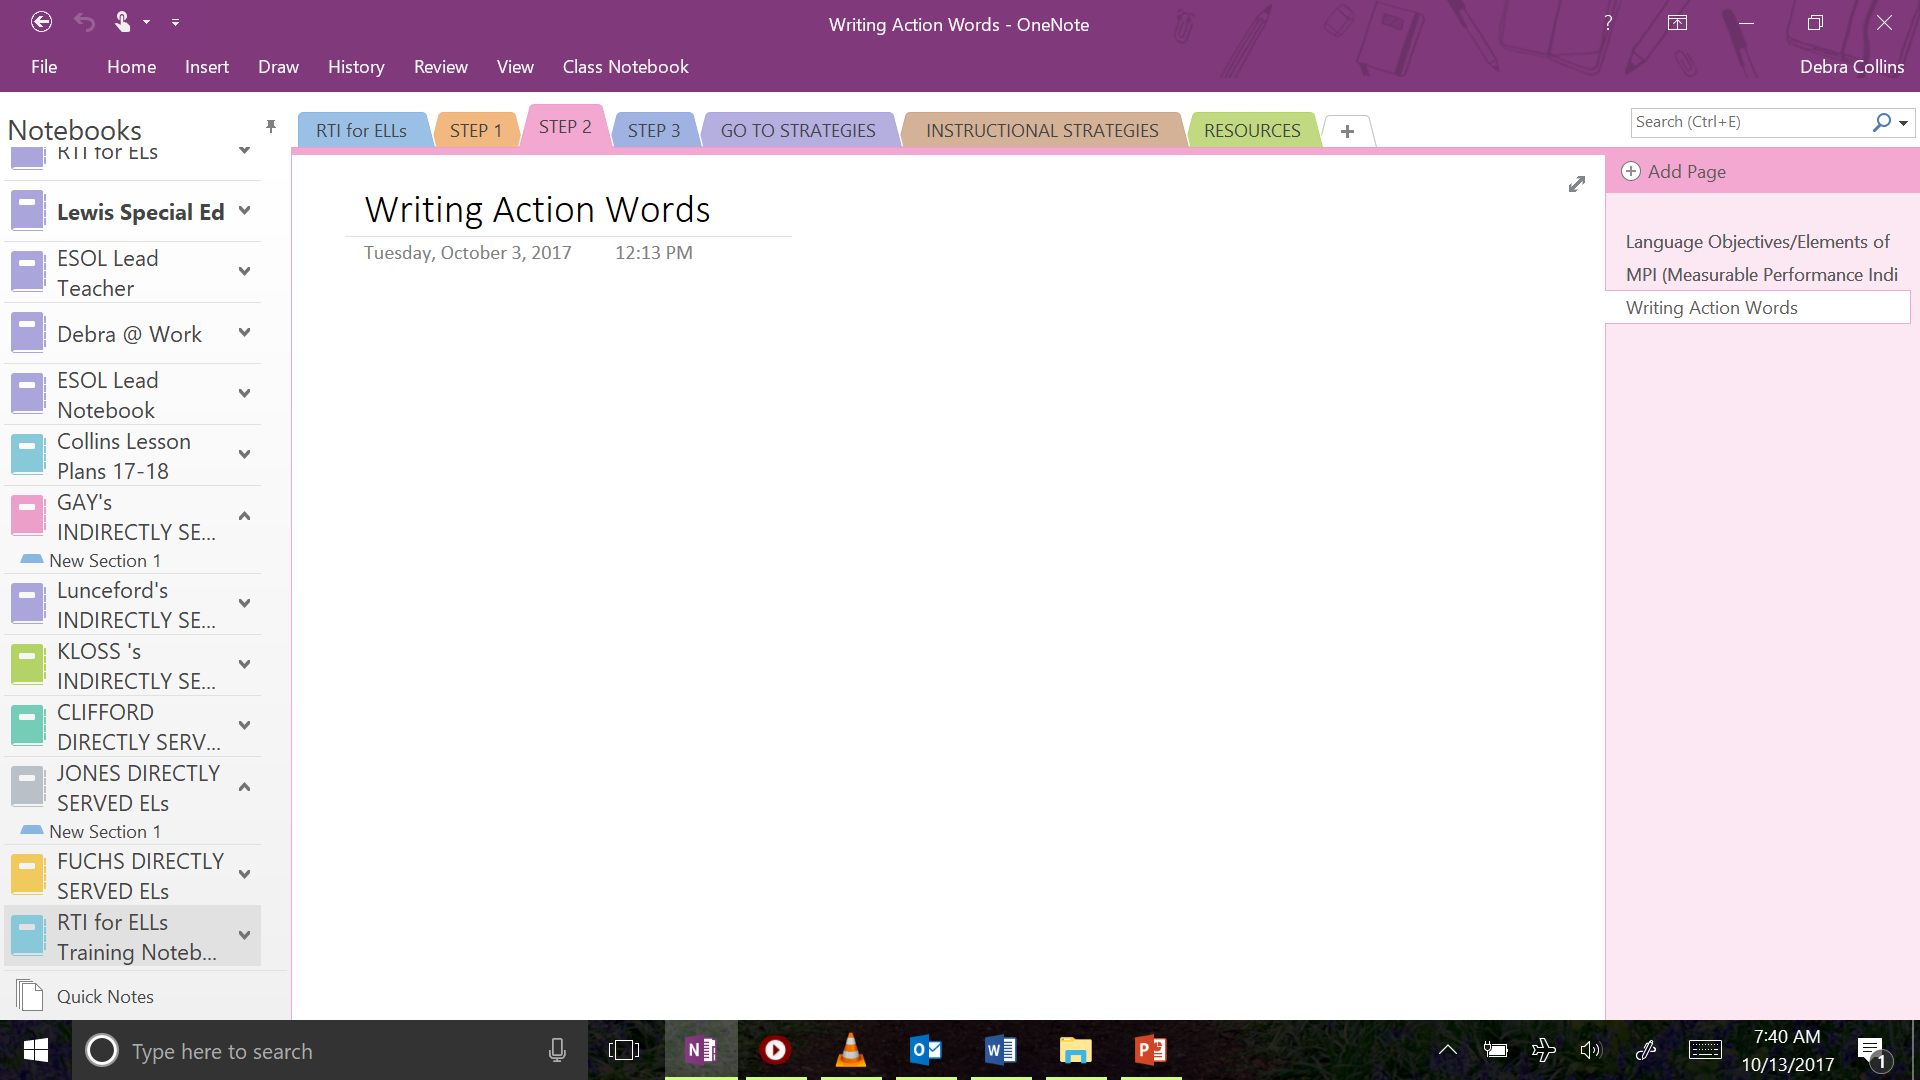 Writing Action Words - OneNote
?
File Home Insert Draw History Review View Class Notebook
Debra Collins
Notebooks
RTI for ELs
Lewis Special Ed
ESOL Lead
Teacher
Debra @ Work
ESOL Lead
Notebook
Collins Lesson
Plans 17-18
GAY's
INDIRECTLY SE...
New Section 1
Lunceford's
INDIRECTLY SE...
KLOSS 's
INDIRECTLY SE...
CLIFFORD
DIRECTLY SERV...
JONES DIRECTLY
SERVED ELs
New Section 1
FUCHS DIRECTLY
SERVED ELs
RTI for ELLs
Training Noteb...
Quick Notes
RTI for ELLs STEP 1 STEP 2 STEP 3 GO TO STRATEGIES INSTRUCTIONAL STRATEGIES RESOURCES +
Search (Ctrl+E)
Writing Action Words
Tuesday, October 3, 2017 12:13 PM
Add Page
Language Objectives/Elements of
MPI (Measurable Performance Indi
Writing Action Words
Type here to search
7:40 AM
10/13/2017
1